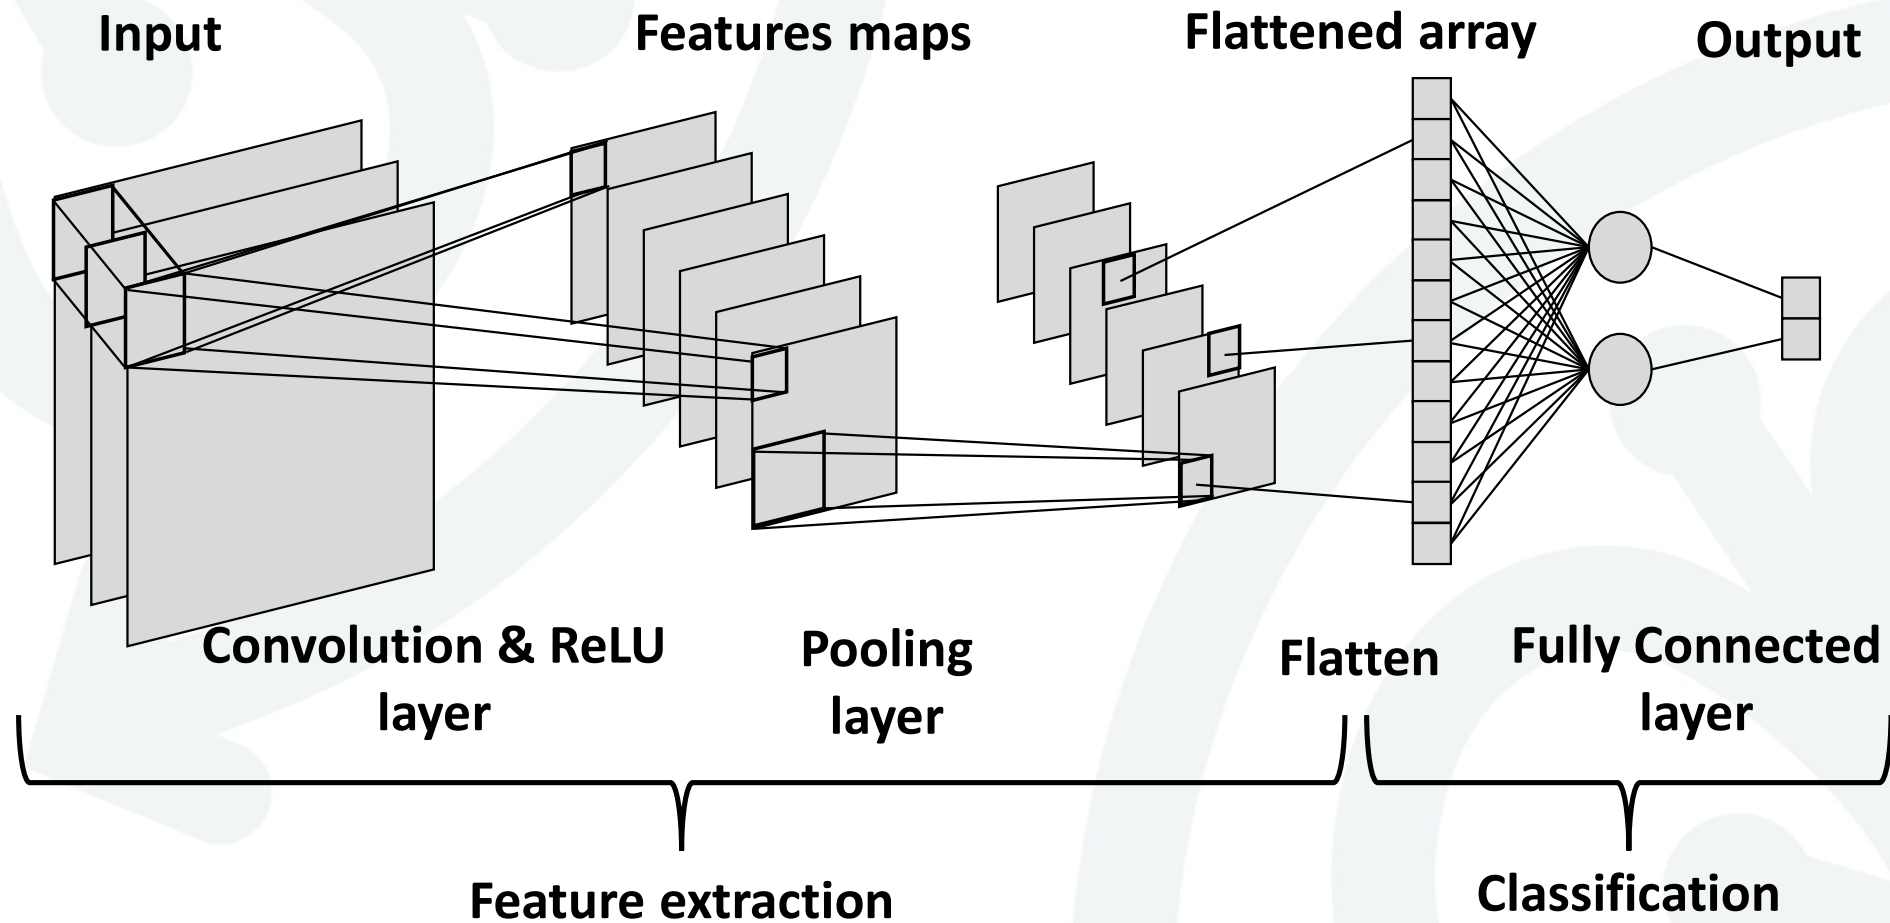 Input
Features maps
Flattened array
Output
Convolution & ReLU
layer
Pooling
layer
Flatten
Fully Connected
layer
Feature extraction
Classification